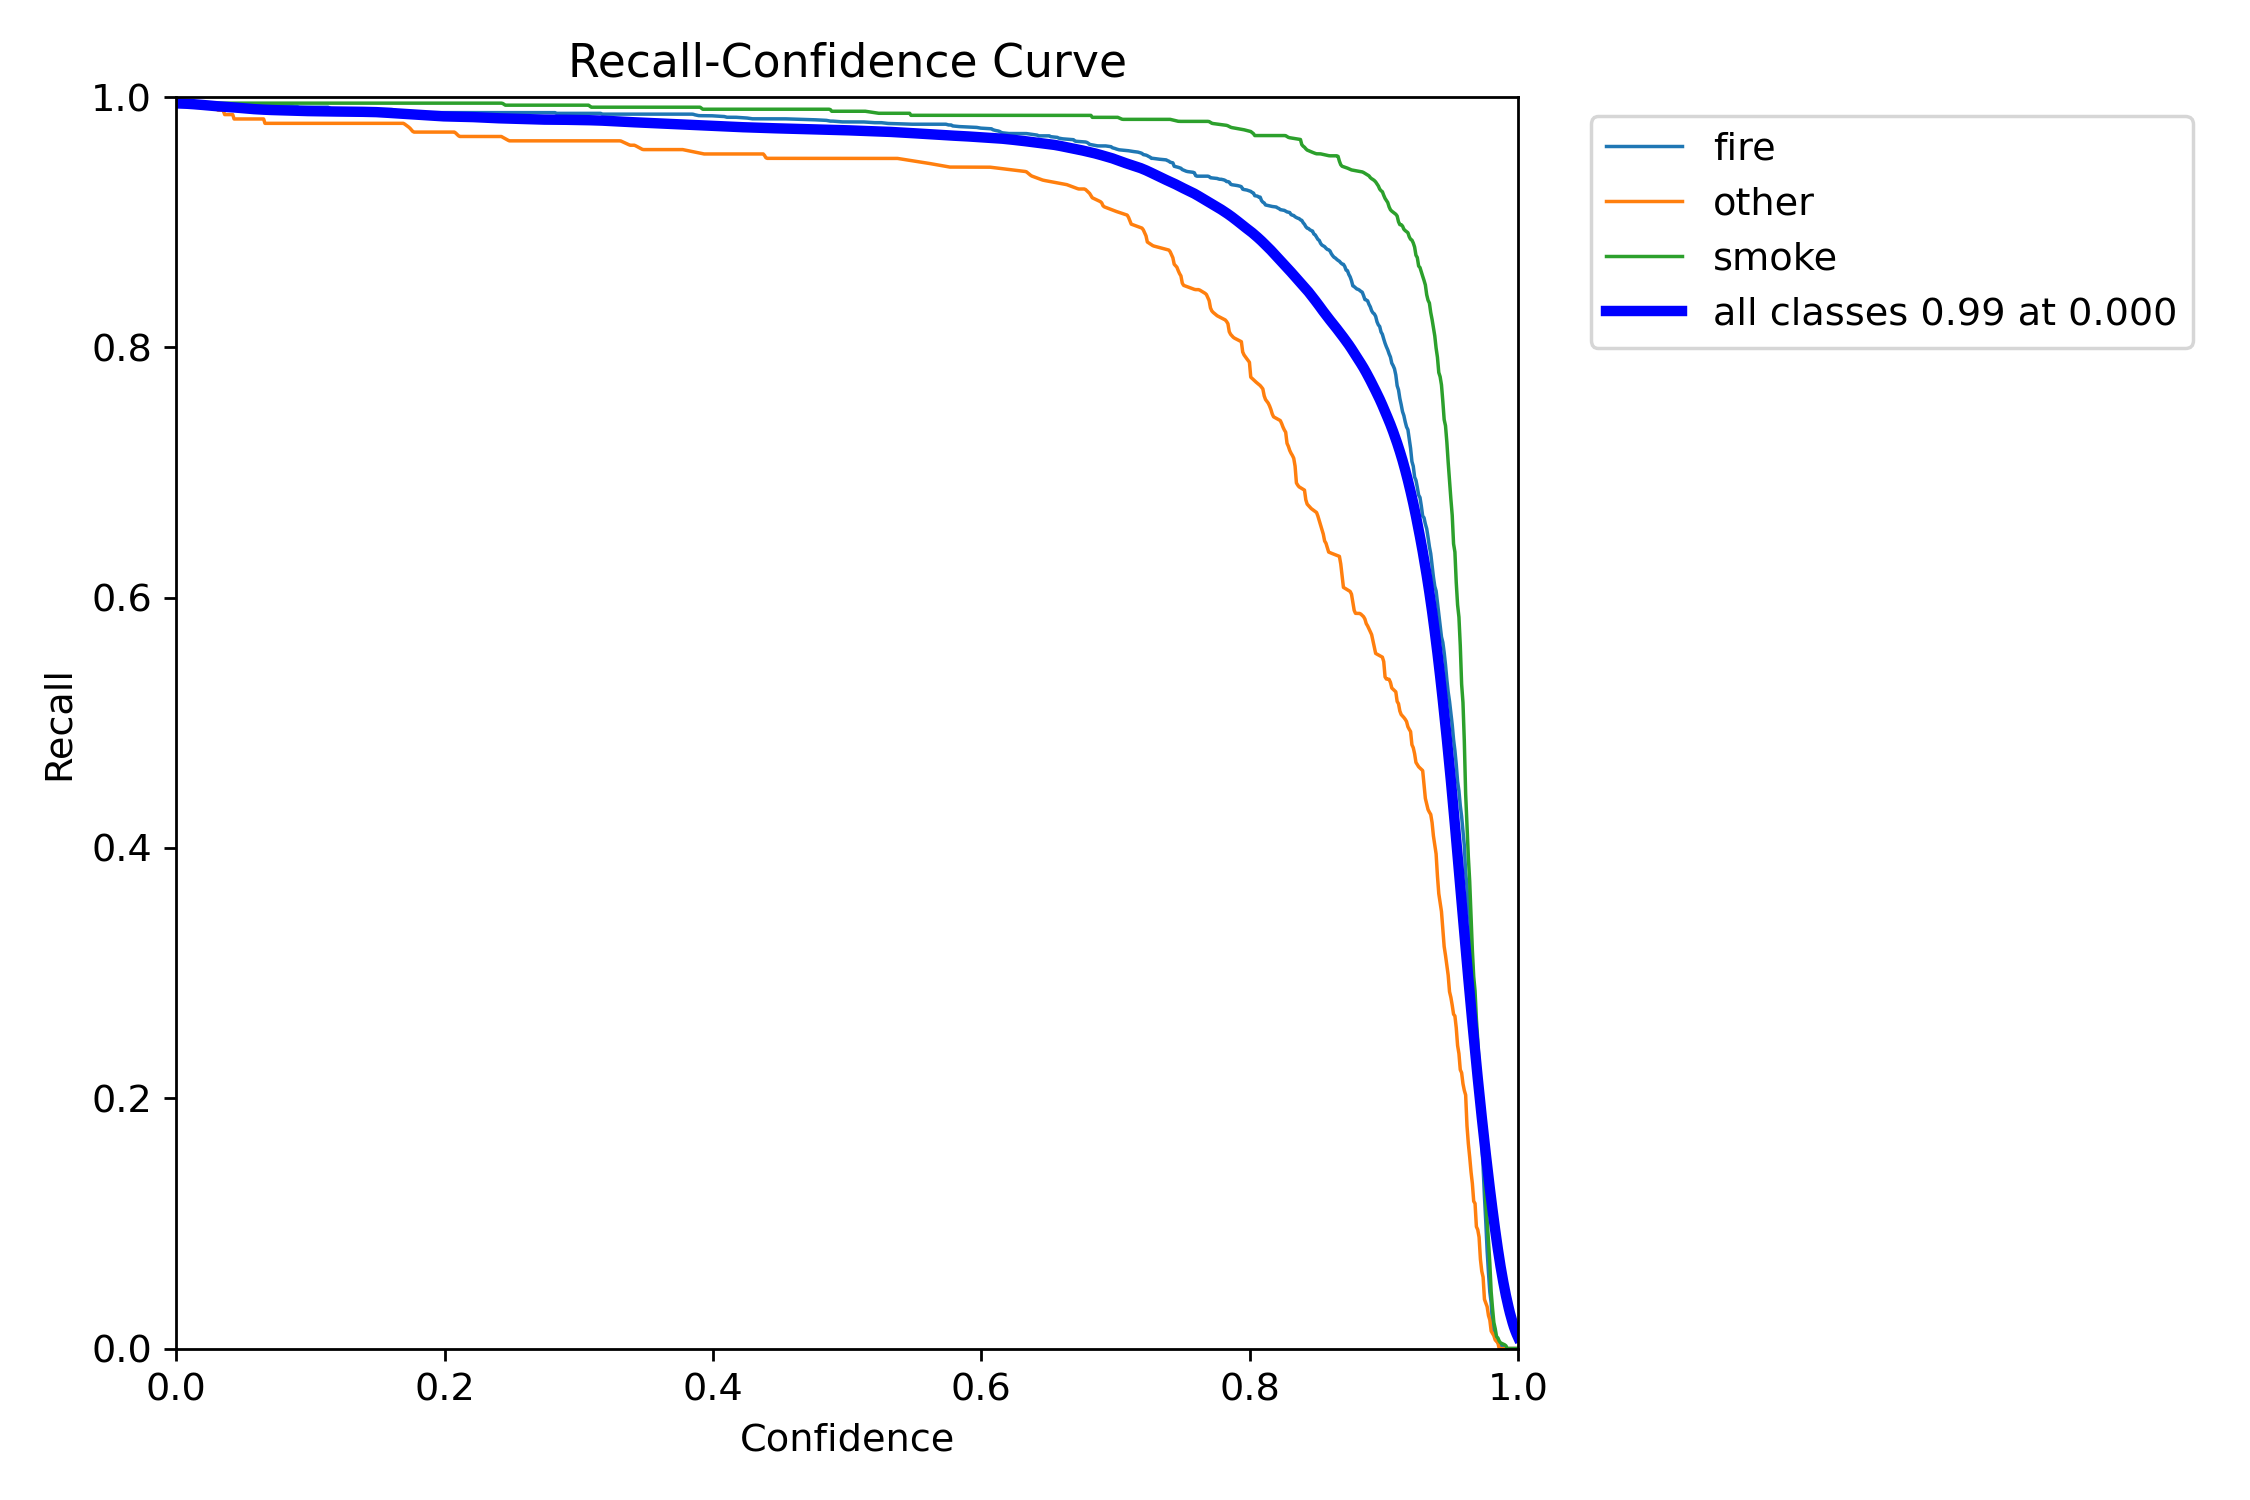 Recall-Confidence Curve
1.0
0.8
0.6
0.4
0.2
0.0
Recall
0.0 0.2 0.4 0.6 0.8 1.0
Confidence
fire
other
smoke
all classes 0.99 at 0.000